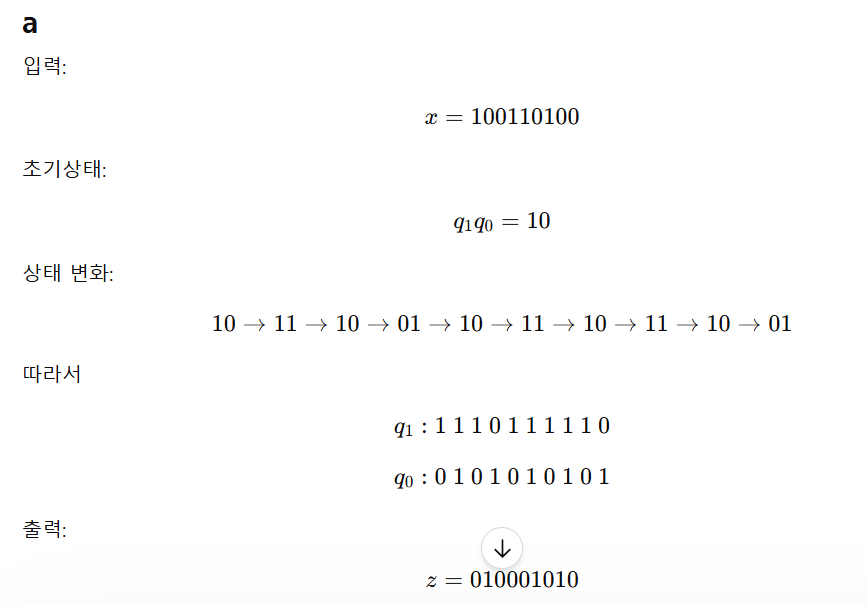 a
입력:
x = 100110100
초기상태:
q₁q₀ = 10
상태 변화:
10 → 11 → 10 → 01 → 10 → 11 → 10 → 11 → 10 → 01
따라서
q₁ : 1 1 1 0 1 1 1 1 1 0
q₀ : 0 1 0 1 0 1 0 1 0 1
출력:
z = 010001010